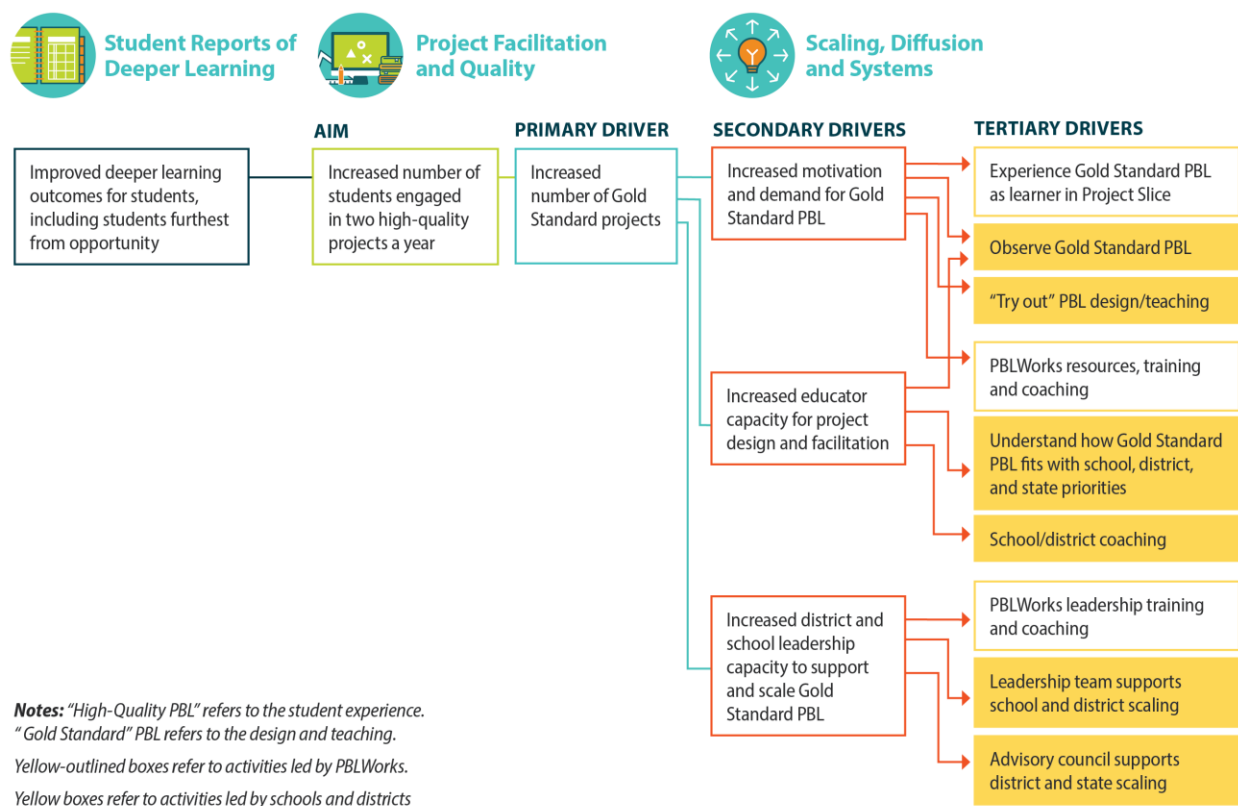 Student Reports of
Deeper Learning
Project Facilitation
and Quality
Scaling, Diffusion
and Systems
AIM
PRIMARY DRIVER
SECONDARY DRIVERS
TERTIARY DRIVERS
Improved deeper learning
outcomes for students,
including students furthest
from opportunity
Increased number of
students engaged
in two high-quality
projects a year
Increased
number of Gold
Standard projects
Increased motivation
and demand for Gold
Standard PBL
Experience Gold Standard PBL
as learner in Project Slice
Observe Gold Standard PBL
“Try out” PBL design/teaching
PBLWorks resources, training
and coaching
Increased educator
capacity for project
design and facilitation
Understand how Gold Standard
PBL fits with school, district,
and state priorities
School/district coaching
Increased district and
school leadership
capacity to support
and scale Gold
Standard PBL
PBLWorks leadership training
and coaching
Leadership team supports
school and district scaling
Advisory council supports
district and state scaling
Notes: “High-Quality PBL” refers to the student experience.
“ Gold Standard” PBL refers to the design and teaching.
Yellow-outlined boxes refer to activities led by PBLWorks.
Yellow boxes refer to activities led by schools and districts